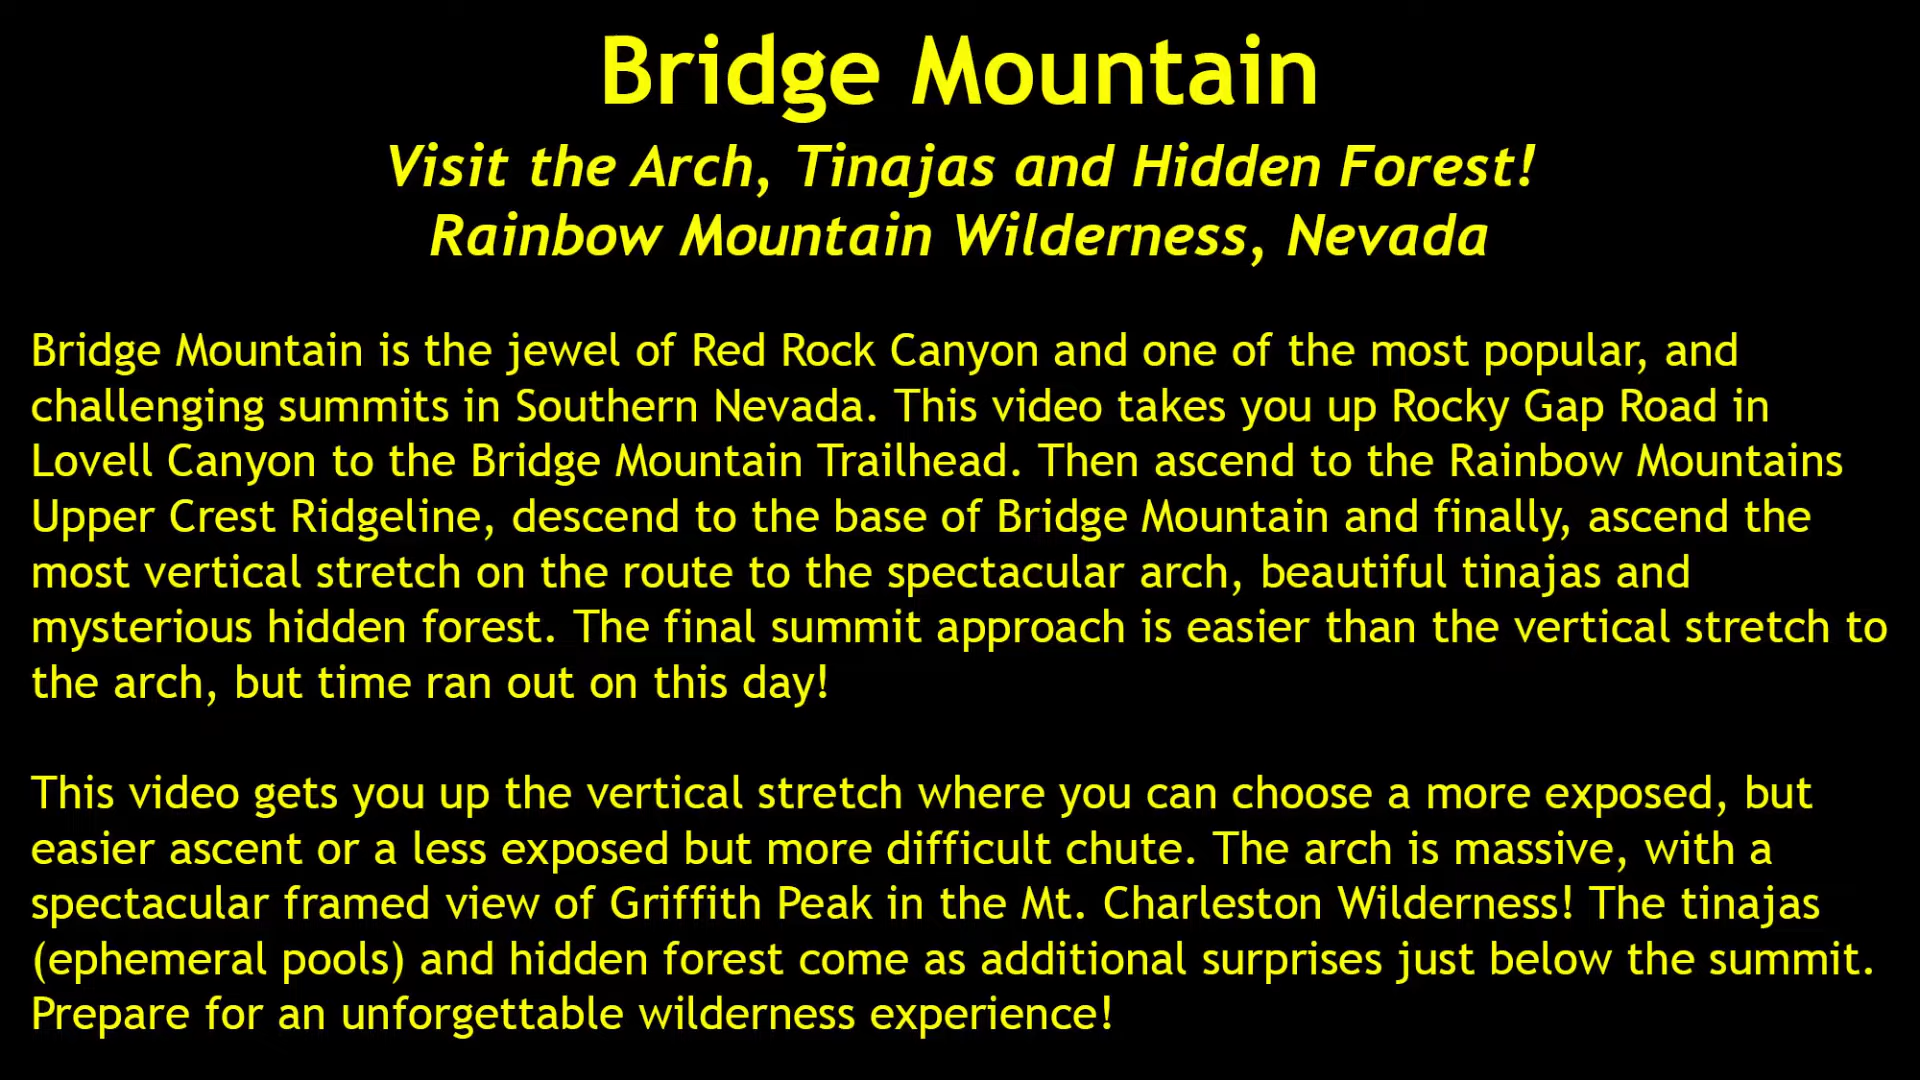 Bridge Mountain
Visit the Arch, Tinajas and Hidden Forest!
Rainbow Mountain Wilderness, Nevada
Bridge Mountain is the jewel of Red Rock Canyon and one of the most popular, and
challenging summits in Southern Nevada. This video takes you up Rocky Gap Road in
Lovell Canyon to the Bridge Mountain Trailhead. Then ascend to the Rainbow Mountains
Upper Crest Ridgeline, descend to the base of Bridge Mountain and finally, ascend the
most vertical stretch on the route to the spectacular arch, beautiful tinajas and
mysterious hidden forest. The final summit approach is easier than the vertical stretch to
the arch, but time ran out on this day!
This video gets you up the vertical stretch where you can choose a more exposed, but
easier ascent or a less exposed but more difficult chute. The arch is massive, with a
spectacular framed view of Griffith Peak in the Mt. Charleston Wilderness! The tinajas
(ephemeral pools) and hidden forest come as additional surprises just below the summit.
Prepare for an unforgettable wilderness experience!